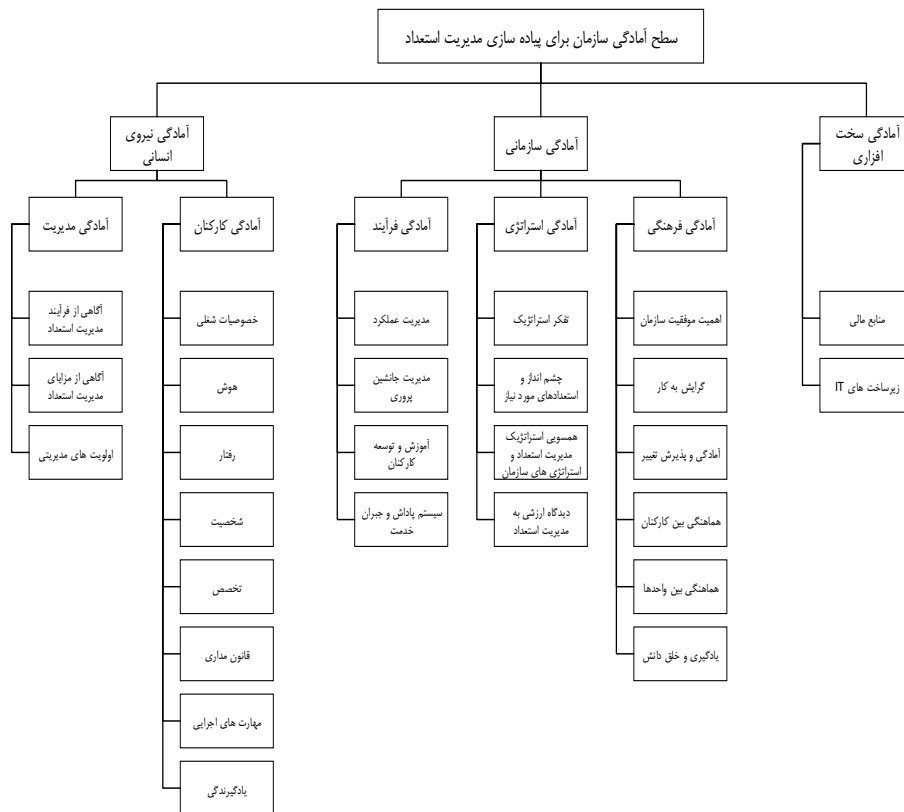 سطح آمادگی سازمان برای پیاده سازی مدیریت استعداد
آمادگی سخت
افزاری
آمادگی سازمانی
آمادگی نیروی
انسانی
آمادگی فرهنگی
آمادگی استراتژی
آمادگی فرآیند
آمادگی کارکنان
آمادگی مدیریت
منابع مالی
زیرساخت های IT
اهمیت موفقیت سازمان
گرایش به کار
آمادگی و پذیرش تغییر
هماهنگی بین کارکنان
هماهنگی بین واحدها
یادگیری و خلق دانش
تفکر استراتژیک
چشم انداز و
استعدادهای مورد نیاز
همسویی استراتژیک
مدیریت استعداد و
استراتژی های سازمان
دیدگاه ارزشی به
مدیریت استعداد
مدیریت عملکرد
مدیریت جانشین
پروری
آموزش و توسعه
کارکنان
سیستم پاداش و جبران
خدمت
خصوصیات شغلی
هوش
رفتار
شخصیت
تخصص
قانون مداری
مهارت های اجرایی
یادگیرندگی
آگاهی از فرآیند
مدیریت استعداد
آگاهی از مزایای
مدیریت استعداد
اولویت های مدیریتی